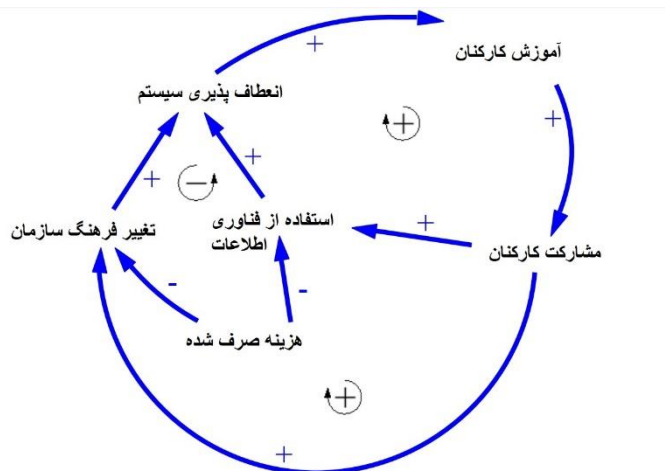 آموزش کارکنان
+
انعطاف پذیری سیستم
+
+
+
+
−
استفاده از فناوری
اطلاعات
+
تغییر فرهنگ سازمان
مشارکت کارکنان
-
-
هزینه صرف شده
+
+